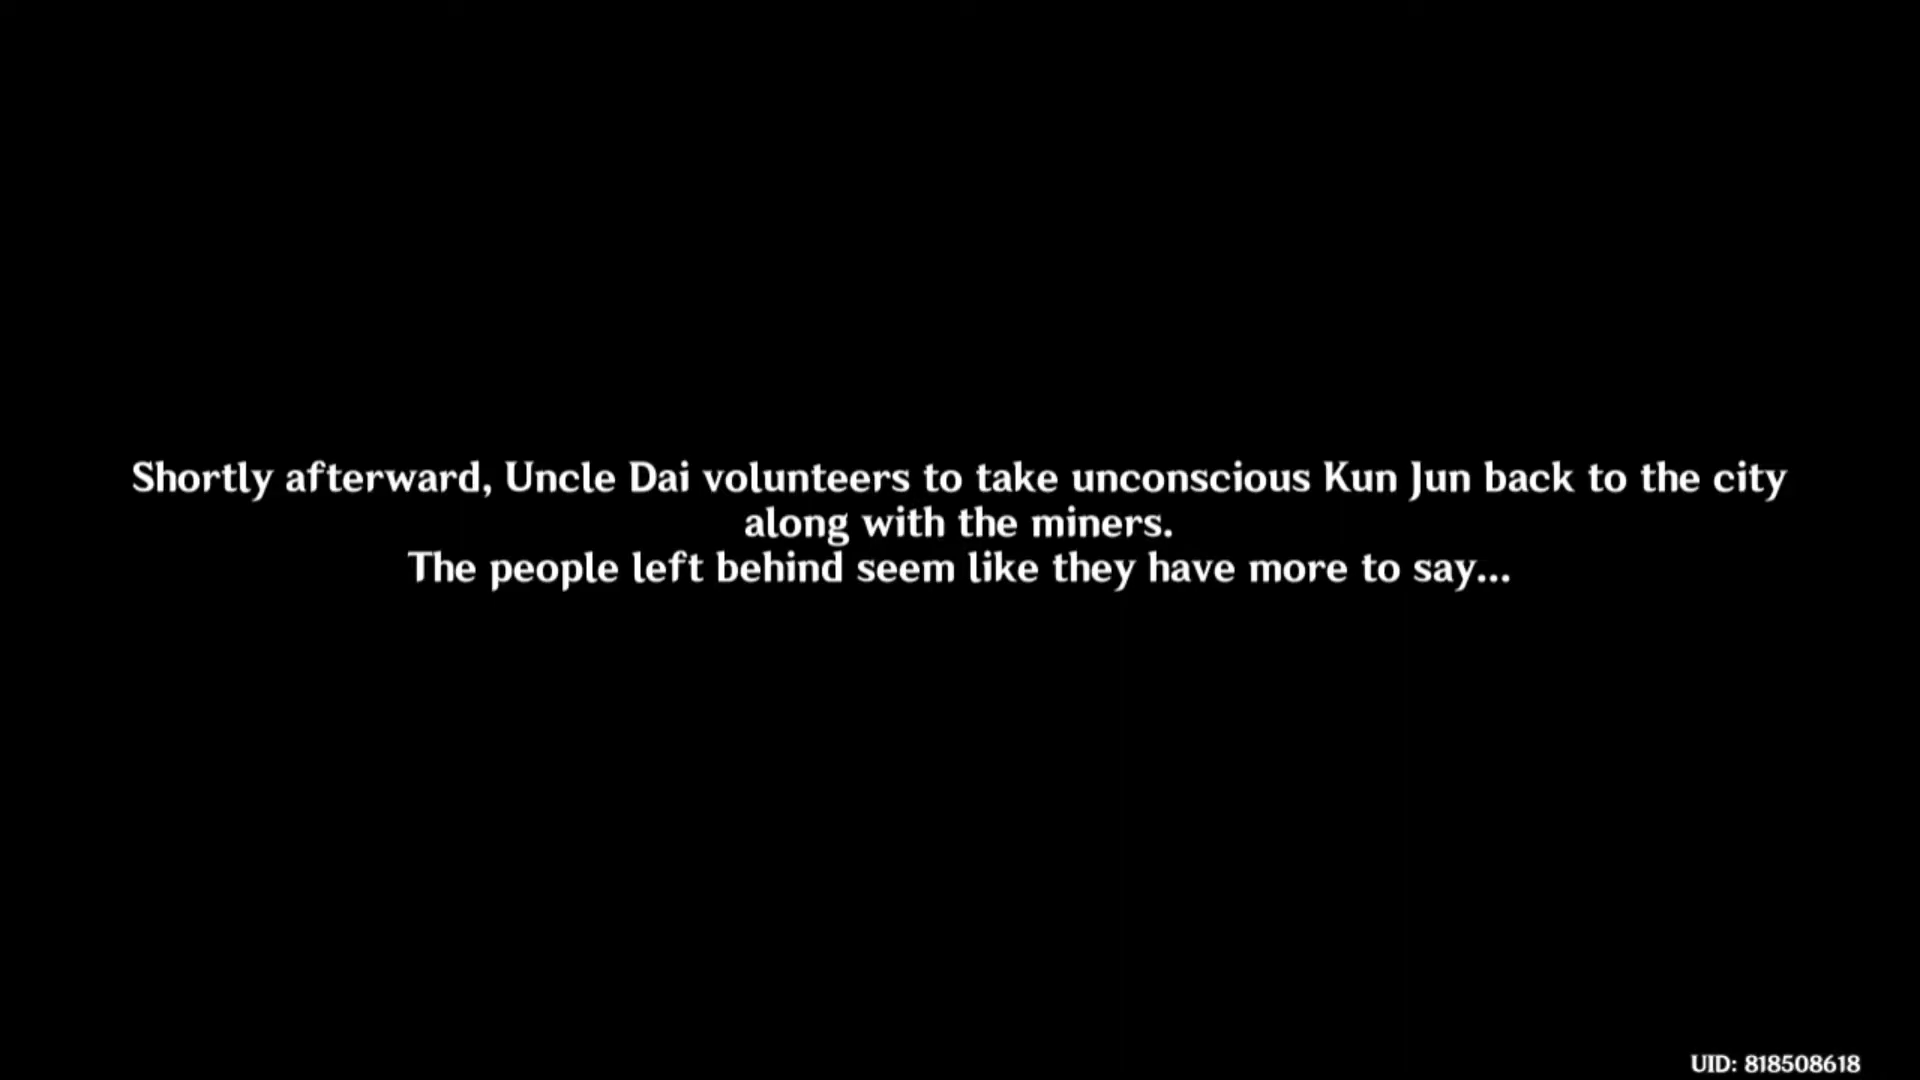 Shortly afterward, Uncle Dai volunteers to take unconscious Kun Jun back to the city
along with the miners.
The people left behind seem like they have more to say...
UID: 818508618